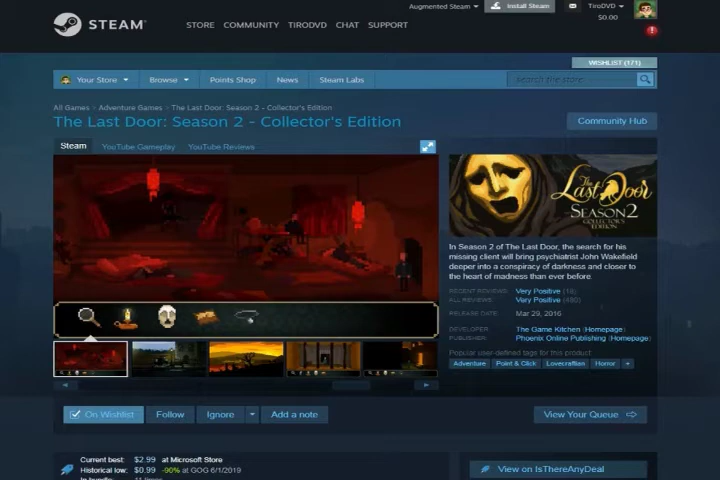 Augmented Steam
Install Steam
TiroDVD
$0.00
STEAM®
STORE COMMUNITY TIRODVD CHAT SUPPORT
WISHLIST (171)
Your Store
Browse
Points Shop
News
Steam Labs
search the store
All Games > Adventure Games > The Last Door: Season 2 - Collector's Edition
The Last Door: Season 2 - Collector's Edition
Community Hub
Steam
YouTube Gameplay
YouTube Reviews
The Last Door
SEASON 2
COLLECTOR'S
EDITION
In Season 2 of The Last Door, the search for his
missing client will bring psychiatrist John Wakefield
deeper into a conspiracy of darkness and closer to
the heart of madness than ever before.
RECENT REVIEWS: Very Positive (16)
ALL REVIEWS: Very Positive (490)
RELEASE DATE: Mar 29, 2016
DEVELOPER: The Game Kitchen (Homepage)
PUBLISHER: Phoenix Online Publishing (Homepage)
Popular user-defined tags for this product:
Adventure Point & Click Lovecraftian Horror +
On Wishlist
Follow
Ignore
Add a note
View Your Queue
Current best: $2.99 at Microsoft Store
Historical low: $0.99 -90% at GOG 6/1/2019
View on IsThereAnyDeal